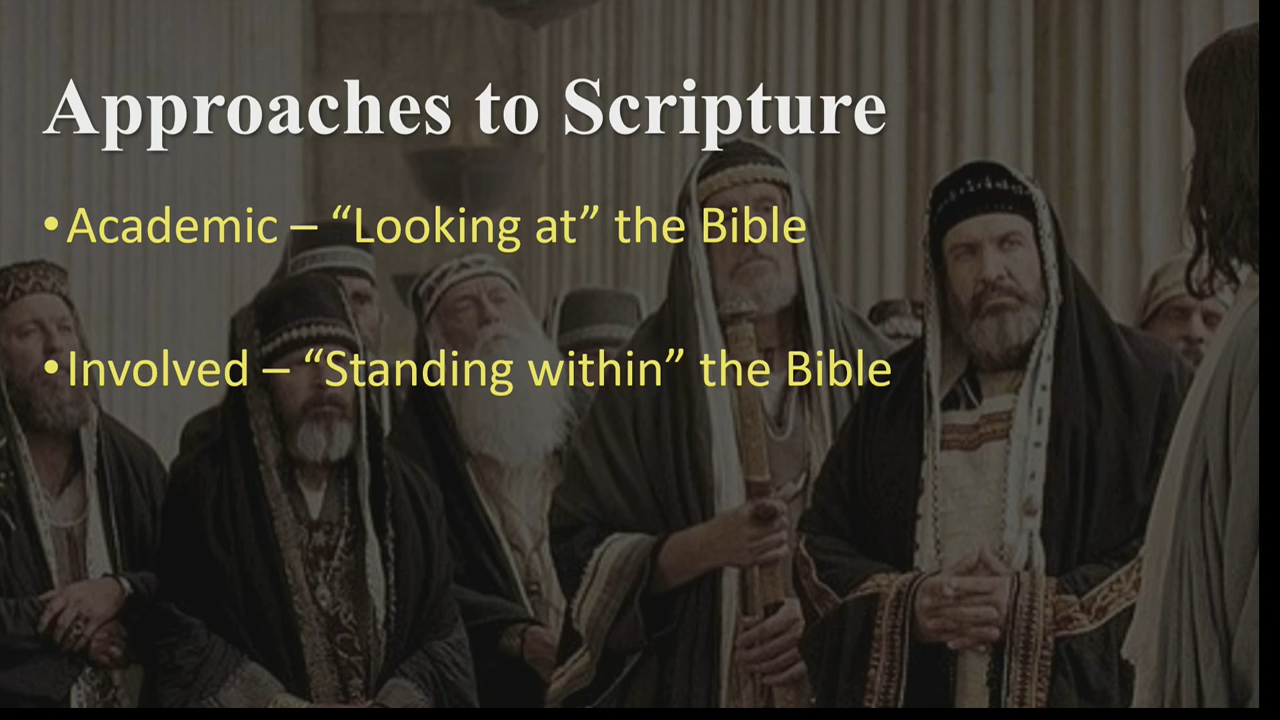 Approaches to Scripture
•Academic – “Looking at” the Bible
•Involved – “Standing within” the Bible